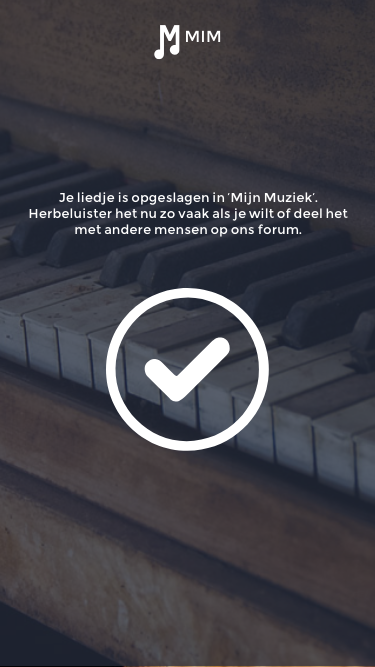 MIM
Je liedje is opgeslagen in 'Mijn Muziek'.
Herbeluister het nu zo vaak als je wilt of deel het
met andere mensen op ons forum.